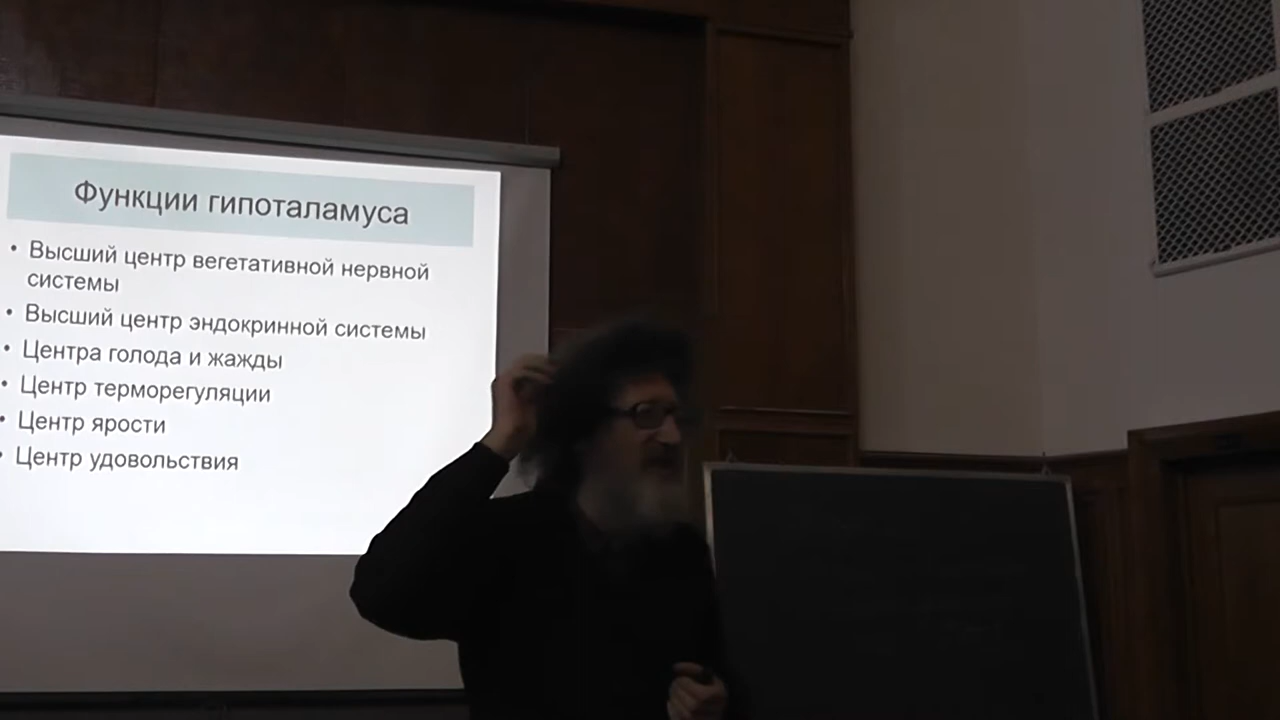 Функции гипоталамуса
• Высший центр вегетативной нервной
системы
• Высший центр эндокринной системы
• Центра голода и жажды
• Центр терморегуляции
• Центр ярости
• Центр удовольствия